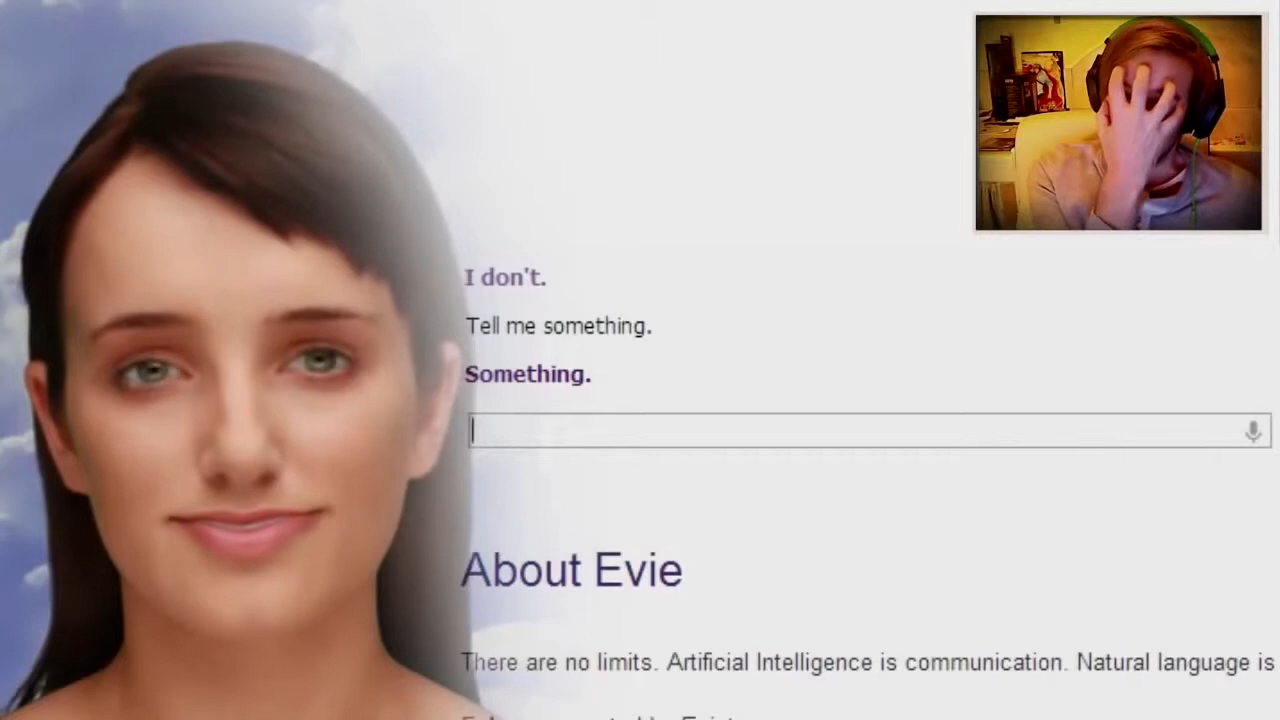 I don't.
Tell me something.
Something.
About Evie
There are no limits. Artificial Intelligence is communication. Natural language is